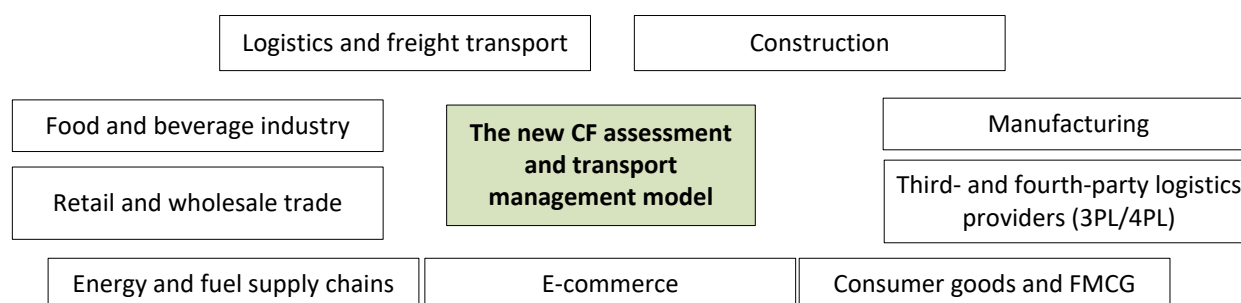 Logistics and freight transport
Construction
Food and beverage industry
The new CF assessment
and transport
management model
Manufacturing
Retail and wholesale trade
Third- and fourth-party logistics
providers (3PL/4PL)
Energy and fuel supply chains
E-commerce
Consumer goods and FMCG